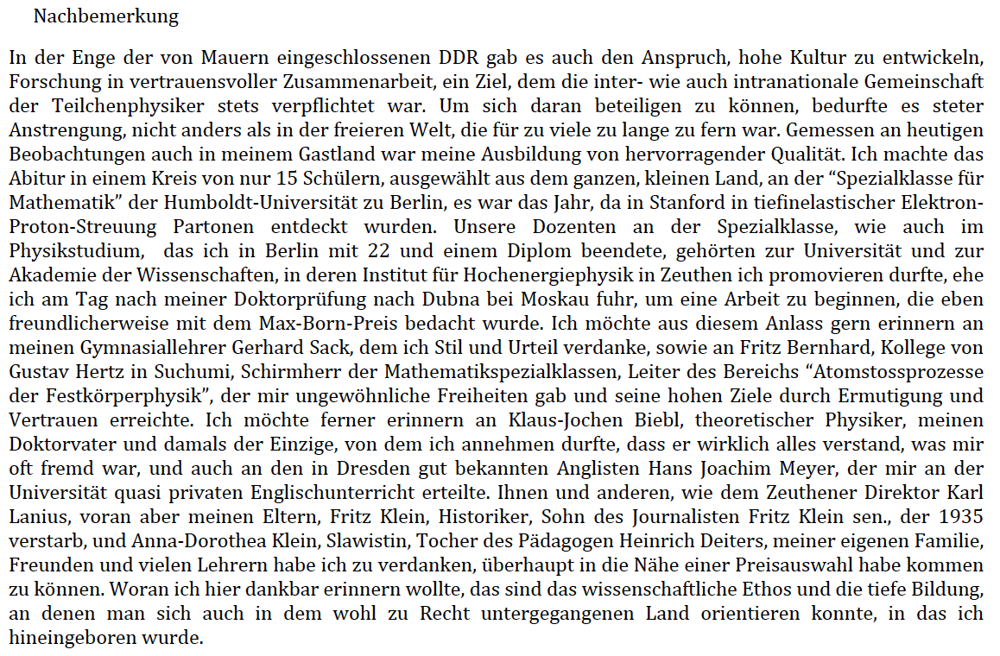 Nachbemerkung
In der Enge der von Mauern eingeschlossenen DDR gab es auch den Anspruch, hohe Kultur zu entwickeln,
Forschung in vertrauensvoller Zusammenarbeit, ein Ziel, dem die inter- wie auch intranationale Gemeinschaft
der Teilchenphysiker stets verpflichtet war. Um sich daran beteiligen zu können, bedurfte es steter
Anstrengung, nicht anders als in der freieren Welt, die für zu viele zu lange zu fern war. Gemessen an heutigen
Beobachtungen auch in meinem Gastland war meine Ausbildung von hervorragender Qualität. Ich machte das
Abitur in einem Kreis von nur 15 Schülern, ausgewählt aus dem ganzen, kleinen Land, an der “Spezialklasse für
Mathematik” der Humboldt-Universität zu Berlin, es war das Jahr, da in Stanford in tiefinelastischer Elektron-
Proton-Streuung Partonen entdeckt wurden. Unsere Dozenten an der Spezialklasse, wie auch im
Physikstudium, das ich in Berlin mit 22 und einem Diplom beendete, gehörten zur Universität und zur
Akademie der Wissenschaften, in deren Institut für Hochenergiephysik in Zeuthen ich promovieren durfte, ehe
ich am Tag nach meiner Doktorprüfung nach Dubna bei Moskau fuhr, um eine Arbeit zu beginnen, die eben
freundlicherweise mit dem Max-Born-Preis bedacht wurde. Ich möchte aus diesem Anlass gern erinnern an
meinen Gymnasiallehrer Gerhard Sack, dem ich Stil und Urteil verdanke, sowie an Fritz Bernhard, Kollege von
Gustav Hertz in Suchumi, Schirmherr der Mathematikspezialklassen, Leiter des Bereichs “Atomstossprozesse
der Festkörperphysik”, der mir ungewöhnliche Freiheiten gab und seine hohen Ziele durch Ermutigung und
Vertrauen erreichte. Ich möchte ferner erinnern an Klaus-Jochen Biebl, theoretischer Physiker, meinen
Doktorvater und damals der Einzige, von dem ich annehmen durfte, dass er wirklich alles verstand, was mir
oft fremd war, und auch an den in Dresden gut bekannten Anglisten Hans Joachim Meyer, der mir an der
Universität quasi privaten Englischunterricht erteilte. Ihnen und anderen, wie dem Zeuthener Direktor Karl
Lanius, voran aber meinen Eltern, Fritz Klein, Historiker, Sohn des Journalisten Fritz Klein sen., der 1935
verstarb, und Anna-Dorothea Klein, Slawistin, Tocher des Pädagogen Heinrich Deiters, meiner eigenen Familie,
Freunden und vielen Lehrern habe ich zu verdanken, überhaupt in die Nähe einer Preisauswahl habe kommen
zu können. Woran ich hier dankbar erinnern wollte, das sind das wissenschaftliche Ethos und die tiefe Bildung,
an denen man sich auch in dem wohl zu Recht untergegangenen Land orientieren konnte, in das ich
hineingeboren wurde.